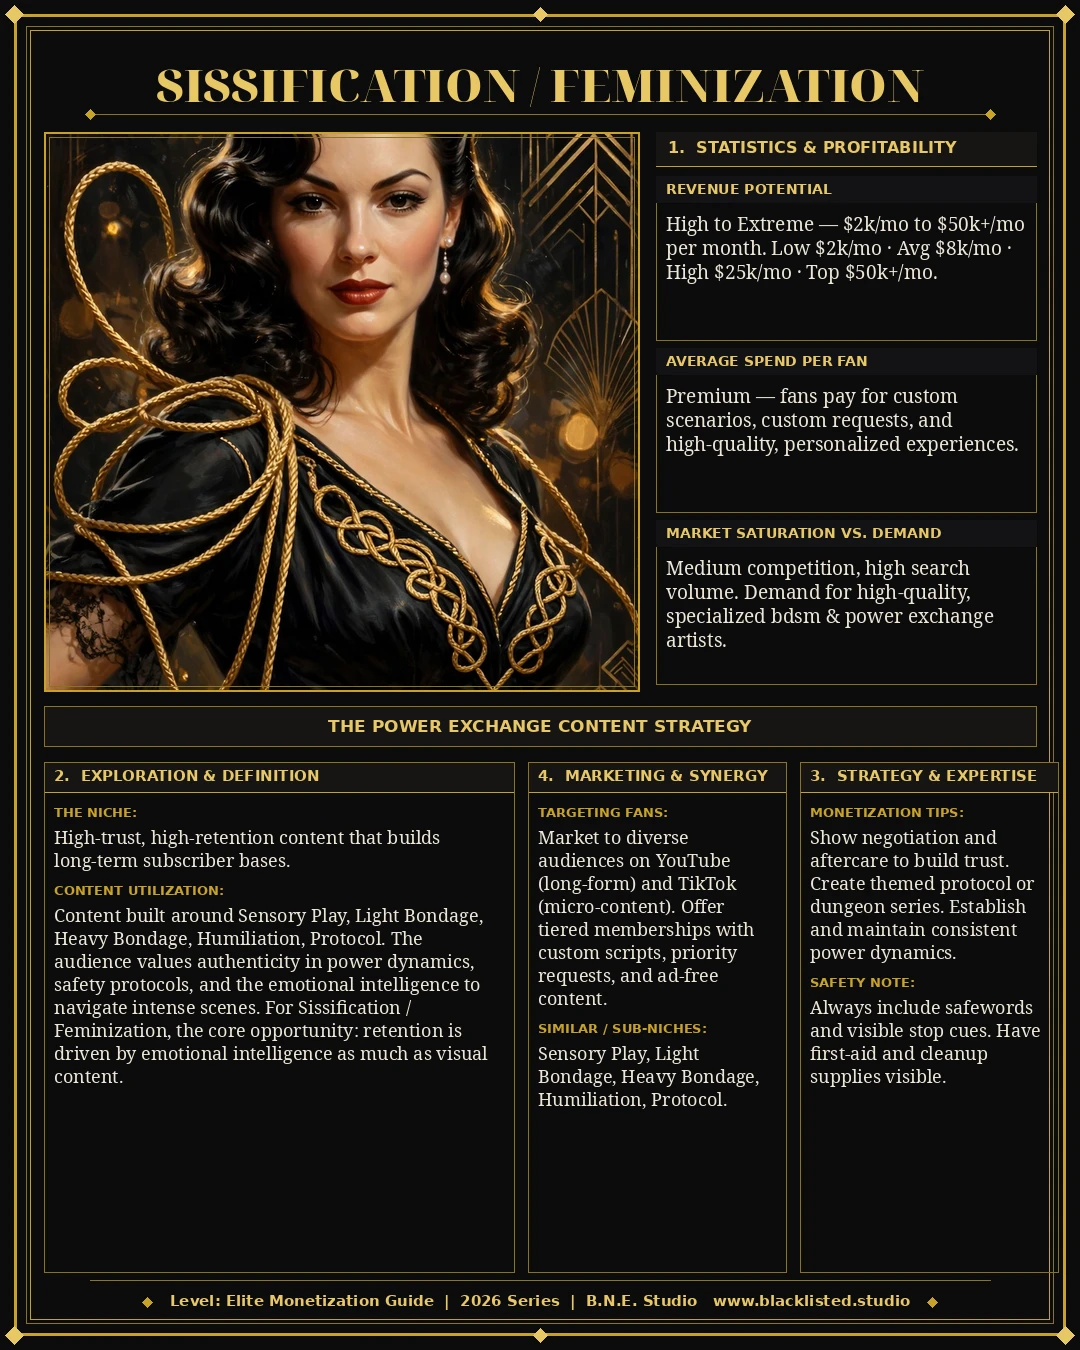 SISSIFICATION / FEMINIZATION
1. STATISTICS & PROFITABILITY
REVENUE POTENTIAL
High to Extreme — $2k/mo to $50k+/mo
per month. Low $2k/mo · Avg $8k/mo ·
High $25k/mo · Top $50k+/mo.
AVERAGE SPEND PER FAN
Premium — fans pay for custom
scenarios, custom requests, and
high-quality, personalized experiences.
MARKET SATURATION VS. DEMAND
Medium competition, high search
volume. Demand for high-quality,
specialized bdsm & power exchange
artists.
THE POWER EXCHANGE CONTENT STRATEGY
2. EXPLORATION & DEFINITION
THE NICHE:
High-trust, high-retention content that builds
long-term subscriber bases.
CONTENT UTILIZATION:
Content built around Sensory Play, Light Bondage,
Heavy Bondage, Humiliation, Protocol. The
audience values authenticity in power dynamics,
safety protocols, and the emotional intelligence to
navigate intense scenes. For Sissification /
Feminization, the core opportunity: retention is
driven by emotional intelligence as much as visual
content.
4. MARKETING & SYNERGY
TARGETING FANS:
Market to diverse
audiences on YouTube
(long-form) and TikTok
(micro-content). Offer
tiered memberships with
custom scripts, priority
requests, and ad-free
content.
SIMILAR / SUB-NICHES:
Sensory Play, Light
Bondage, Heavy Bondage,
Humiliation, Protocol.
3. STRATEGY & EXPERTISE
MONETIZATION TIPS:
Show negotiation and
aftercare to build trust.
Create themed protocol or
dungeon series. Establish
and maintain consistent
power dynamics.
SAFETY NOTE:
Always include safewords
and visible stop cues. Have
first-aid and cleanup
supplies visible.
Level: Elite Monetization Guide | 2026 Series | B.N.E. Studio www.blacklisted.studio